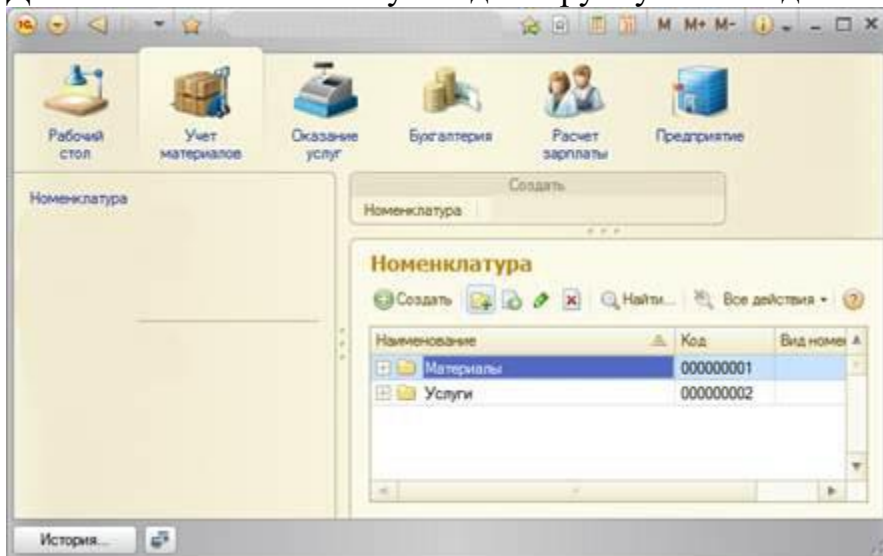 M M+ M-
Рабочий стол
Учет материалов
Оказание услуг
Бухгалтерия
Расчет зарплаты
Предприятие
Номенклатура
Создать
Номенклатура
Номенклатура
Создать Найти... Все действия
Наименование Код Вид номе
Материалы 000000001
Услуги 000000002
История...